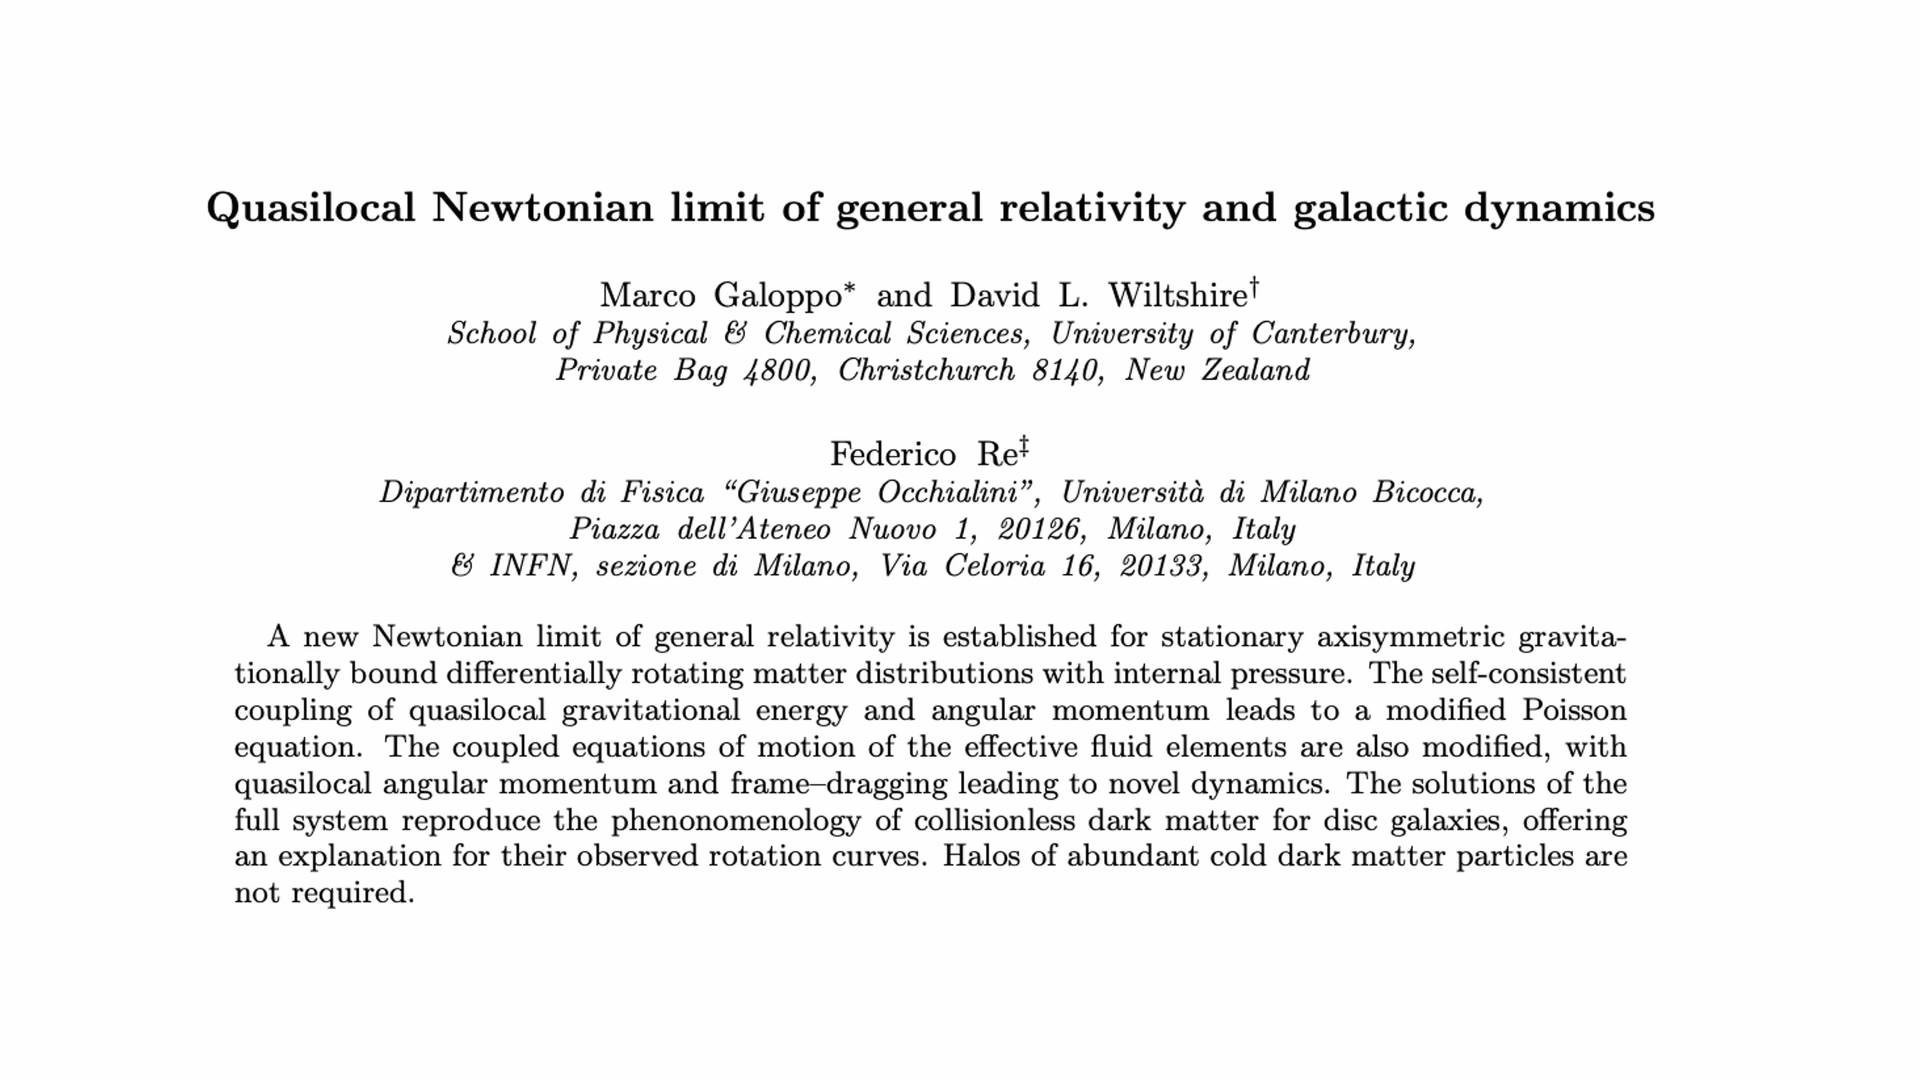 Quasilocal Newtonian limit of general relativity and galactic dynamics
Marco Galoppo* and David L. Wiltshire†
School of Physical & Chemical Sciences, University of Canterbury,
Private Bag 4800, Christchurch 8140, New Zealand
Federico Re‡
Dipartimento di Fisica “Giuseppe Occhialini”, Università di Milano Bicocca,
Piazza dell’Ateneo Nuovo 1, 20126, Milano, Italy
& INFN, sezione di Milano, Via Celoria 16, 20133, Milano, Italy
A new Newtonian limit of general relativity is established for stationary axisymmetric gravita-
tionally bound differentially rotating matter distributions with internal pressure. The self-consistent
coupling of quasilocal gravitational energy and angular momentum leads to a modified Poisson
equation. The coupled equations of motion of the effective fluid elements are also modified, with
quasilocal angular momentum and frame–dragging leading to novel dynamics. The solutions of the
full system reproduce the phenonomenology of collisionless dark matter for disc galaxies, offering
an explanation for their observed rotation curves. Halos of abundant cold dark matter particles are
not required.